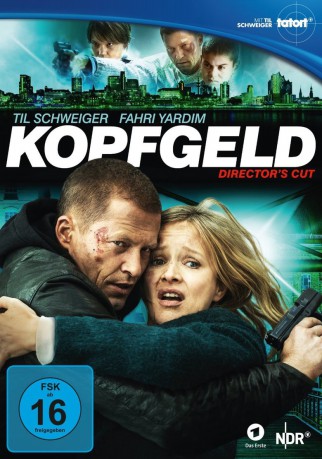 MIT TIL
SCHWEIGER
tatort
TIL SCHWEIGER FAHRI YARDIM
KOPFGELD
DIRECTOR'S CUT
FSK
ab
16
freigegeben
Das Erste
NDR